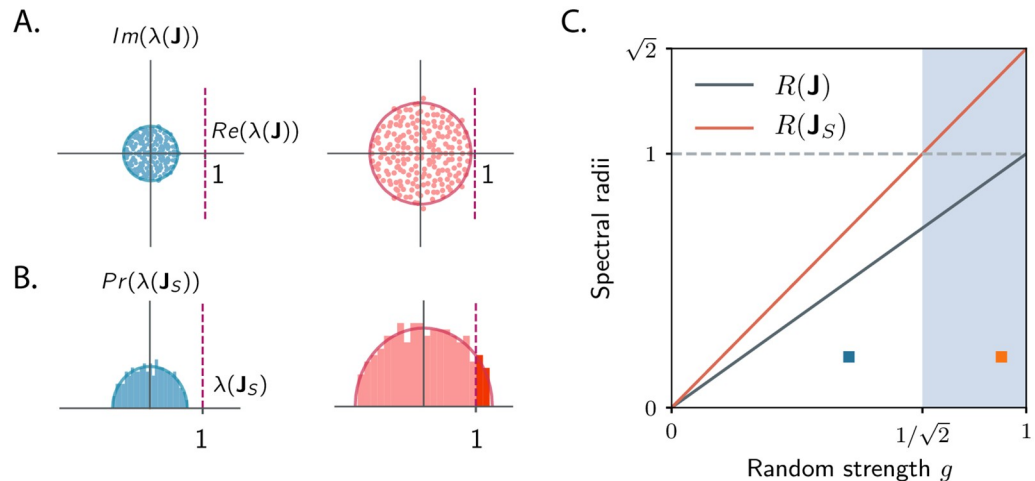 A.
Im(λ(J))
Re(λ(J))
1
1
B.
Pr(λ(J_S))
λ(J_S)
1
1
C.
√2
1
0
Spectral radii
R(J)
R(J_S)
0
1/√2
1
Random strength g